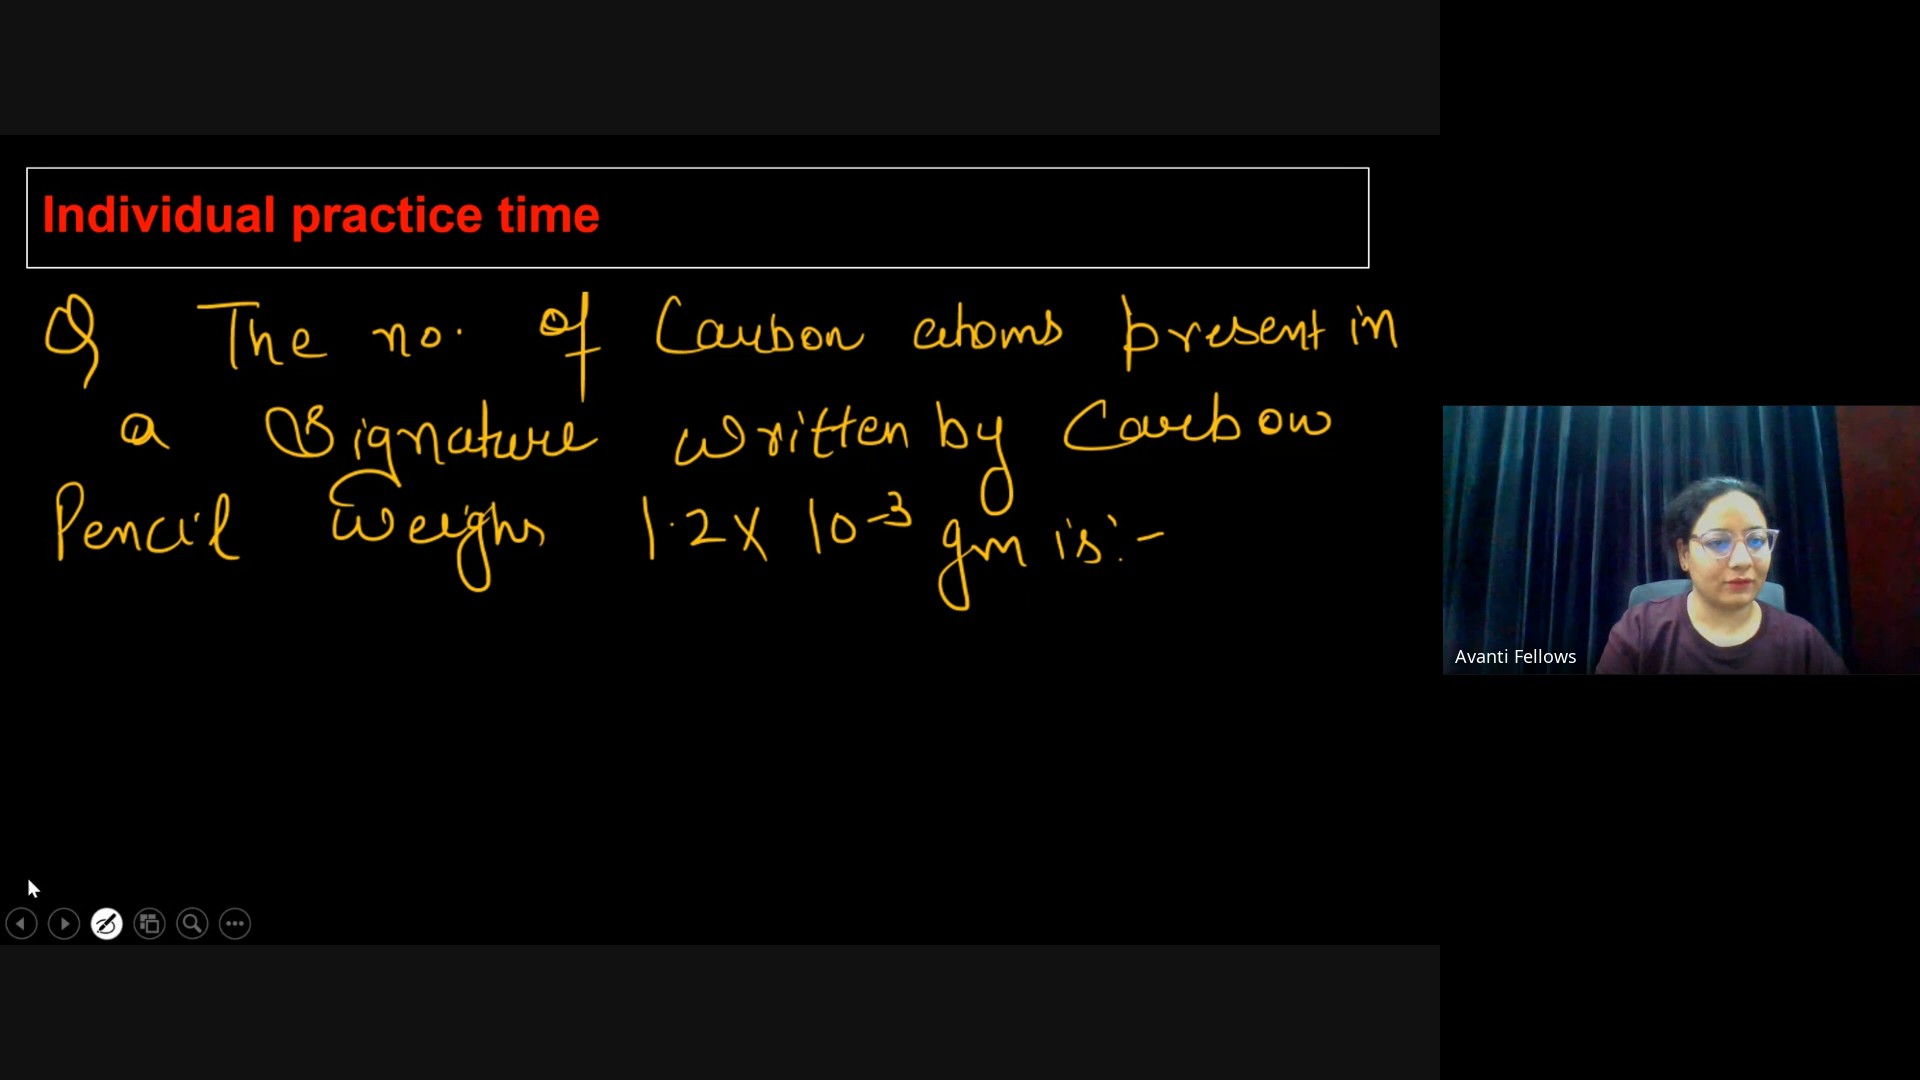 Individual practice time
Q The no. of Carbon atoms present in
a Signature written by Carbon
Pencil Weighs 1.2 X 10⁻³ gm is:-
Avanti Fellows